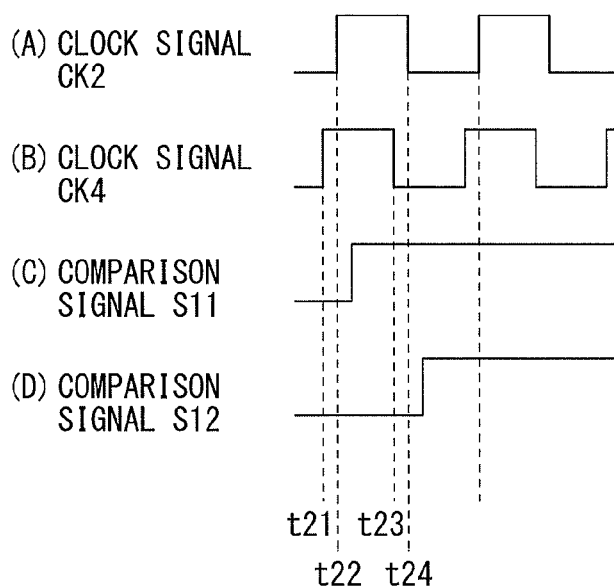 (A) CLOCK SIGNAL
CK2
(B) CLOCK SIGNAL
CK4
(C) COMPARISON
SIGNAL S11
(D) COMPARISON
SIGNAL S12
t21 t23
t22 t24